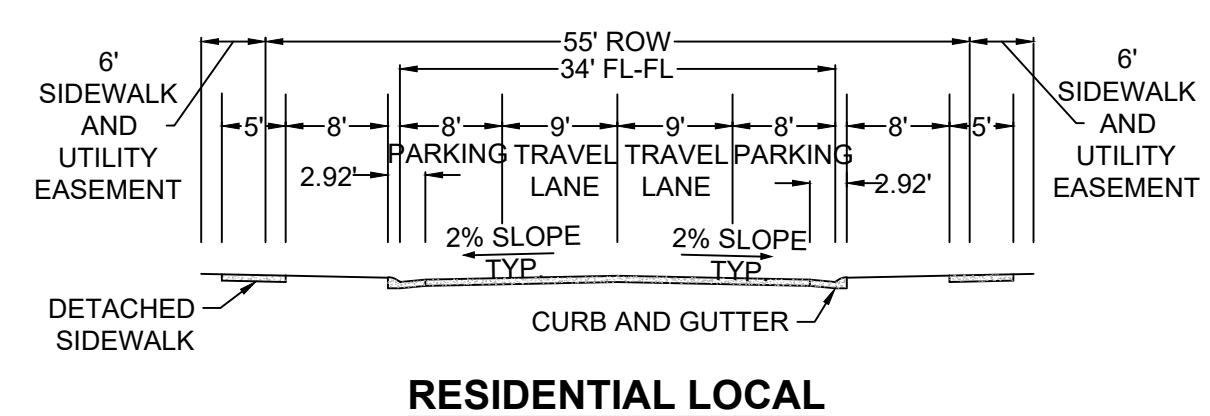 55' ROW
34' FL-FL
6'
SIDEWALK
AND
UTILITY
EASEMENT
5' 8' 8' 9' 9' 8' 8' 5'
PARKING TRAVEL LANE TRAVEL LANE PARKING
2.92' 2.92'
6'
SIDEWALK
AND
UTILITY
EASEMENT
2% SLOPE
TYP.
2% SLOPE
TYP.
DETACHED
SIDEWALK
CURB AND GUTTER
RESIDENTIAL LOCAL